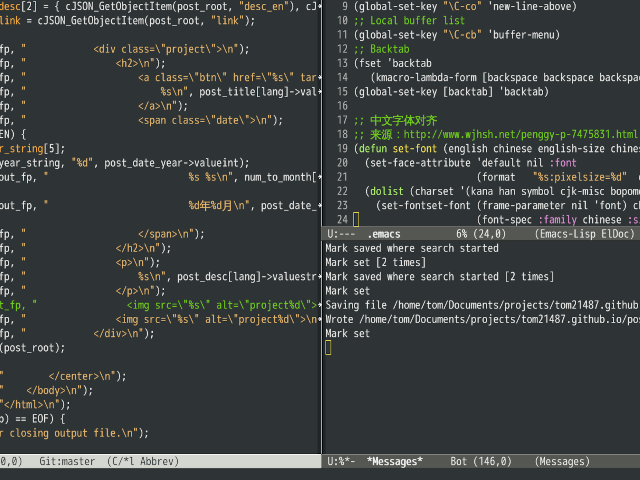 desc[2] = { cJSON_GetObjectItem(post_root, "desc_en"), cJ
link = cJSON_GetObjectItem(post_root, "link");
fp, "          <div class=\"project\">\n");
fp, "              <h2>\n");
fp, "                  <a class=\"btn\" href=\"%s\" tar
fp, "                      %s\n", post_title[lang]->val
fp, "                  </a>\n");
fp, "                  <span class=\"date\">\n");
EN) {
r_string[5];
year_string, "%d", post_date_year->valueint);
out_fp, "                      %s %s\n", num_to_month[
out_fp, "                      %d年%d月\n", post_date_
fp, "                  </span>\n");
fp, "              </h2>\n");
fp, "              <p>\n");
fp, "                  %s\n", post_desc[lang]->valuestr
fp, "              </p>\n");
t_fp, "              <img src=\"%s\" alt=\"project%d\">
fp, "              <img src=\"%s\" alt=\"project%d\">\n
fp, "          </div>\n");
(post_root);
"      </center>\n");
"    </body>\n");
"</html>\n");
p) == EOF) {
r closing output file.\n");
0,0)   Git:master  (C/*l Abbrev)
9 (global-set-key "\C-co" 'new-line-above)
10 ;; Local buffer list
11 (global-set-key "\C-cb" 'buffer-menu)
12 ;; Backtab
13 (fset 'backtab
14    (kmacro-lambda-form [backspace backspace backspac
15 (global-set-key [backtab] 'backtab)
16
17 ;; 中文字体对齐
18 ;; 来源：http://www.wjhsh.net/penggy-p-7475831.html
19 (defun set-font (english chinese english-size chines
20   (set-face-attribute 'default nil :font
21                       (format   "%s:pixelsize=%d"  e
22   (dolist (charset '(kana han symbol cjk-misc bopomo
23     (set-fontset-font (frame-parameter nil 'font) ch
24                       (font-spec :family chinese :si
U:---  .emacs         6% (24,0)     (Emacs-Lisp ElDoc)
Mark saved where search started
Mark set [2 times]
Mark saved where search started [2 times]
Mark set
Saving file /home/tom/Documents/projects/tom21487.github
Wrote /home/tom/Documents/projects/tom21487.github.io/pos
Mark set
U:%*-  *Messages*     Bot (146,0)    (Messages)